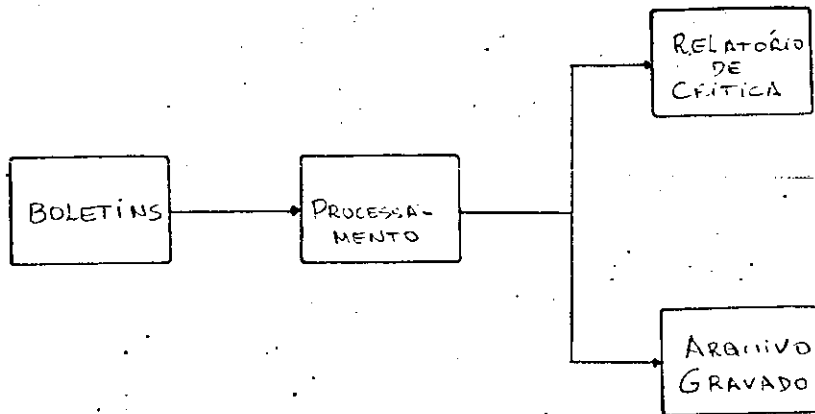 RELATÓRIO
DE
CRÍTICA
BOLETINS
PROCESSA-
MENTO
ARQUIVO
GRAVADO